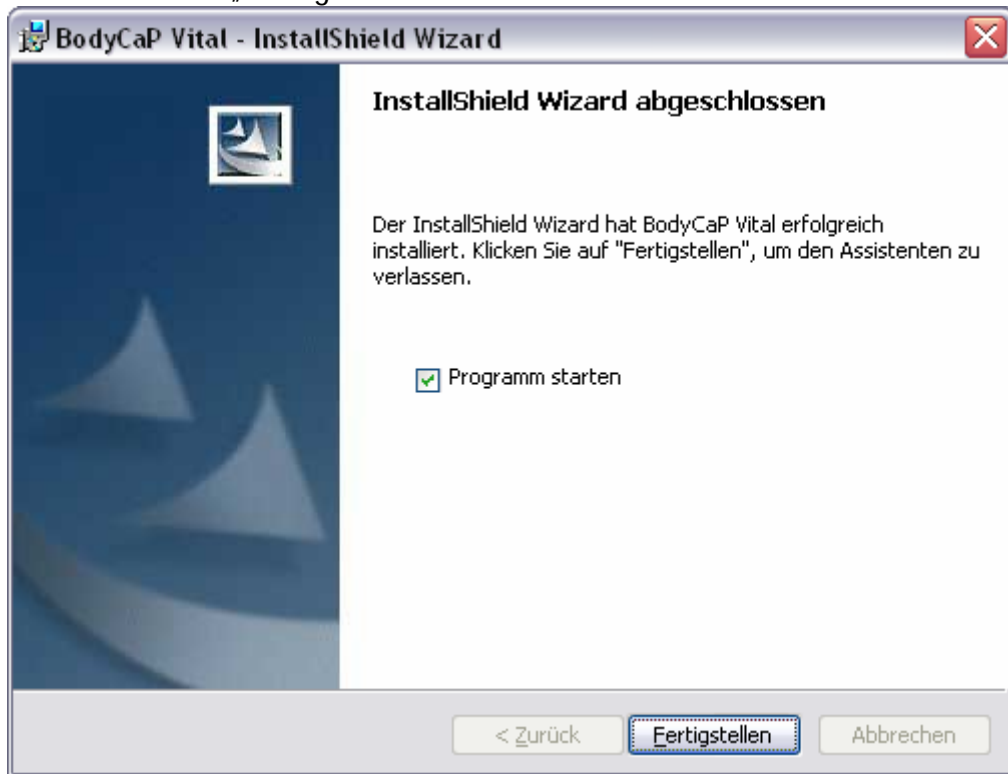 BodyCaP Vital - InstallShield Wizard
InstallShield Wizard abgeschlossen
Der InstallShield Wizard hat BodyCaP Vital erfolgreich
installiert. Klicken Sie auf "Fertigstellen", um den Assistenten zu
verlassen.
Programm starten
< Zurück Fertigstellen Abbrechen